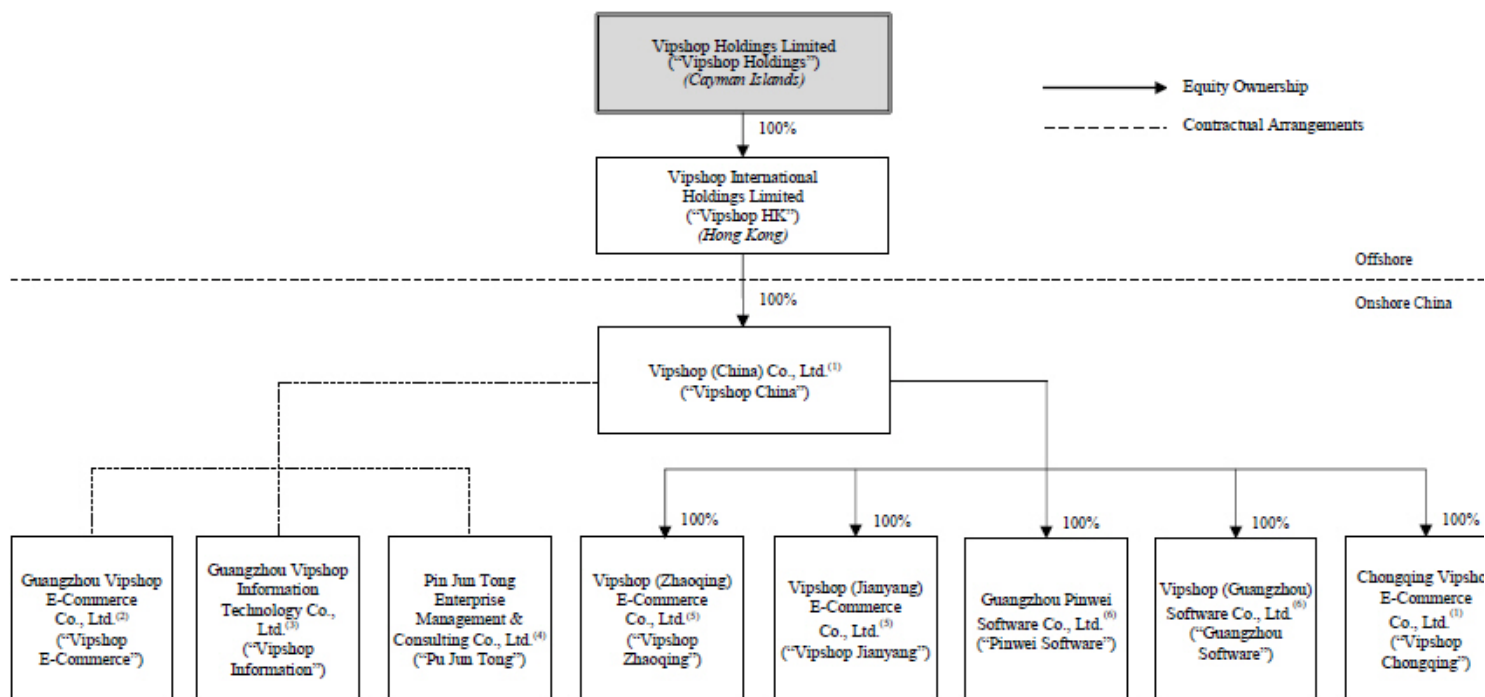 Vipshop Holdings Limited
(“Vipshop Holdings”)
(Cayman Islands)
Equity Ownership
Contractual Arrangements
100%
Vipshop International
Holdings Limited
(“Vipshop HK”)
(Hong Kong)
Offshore
100%
Onshore China
Vipshop (China) Co., Ltd.(1)
(“Vipshop China”)
100%
100%
100%
100%
100%
Guangzhou Vipshop
E-Commerce
Co., Ltd.(2)
(“Vipshop
E-Commerce”)
Guangzhou Vipshop
Information
Technology Co.,
Ltd.(3)
(“Vipshop
Information”)
Pin Jun Tong
Enterprise
Management &
Consulting Co., Ltd.(4)
(“Pu Jun Tong”)
Vipshop (Zhaoqing)
E-Commerce
Co., Ltd.(5)
(“Vipshop
Zhaoqing”)
Vipshop (Jianyang)
E-Commerce
Co., Ltd.(5)
(“Vipshop Jianyang”)
Guangzhou Pinwei
Software Co., Ltd.(6)
(“Pinwei Software”)
Vipshop (Guangzhou)
Software Co., Ltd.(6)
(“Guangzhou
Software”)
Chongqing Vipshop
E-Commerce
Co., Ltd.(1)
(“Vipshop
Chongqing”)